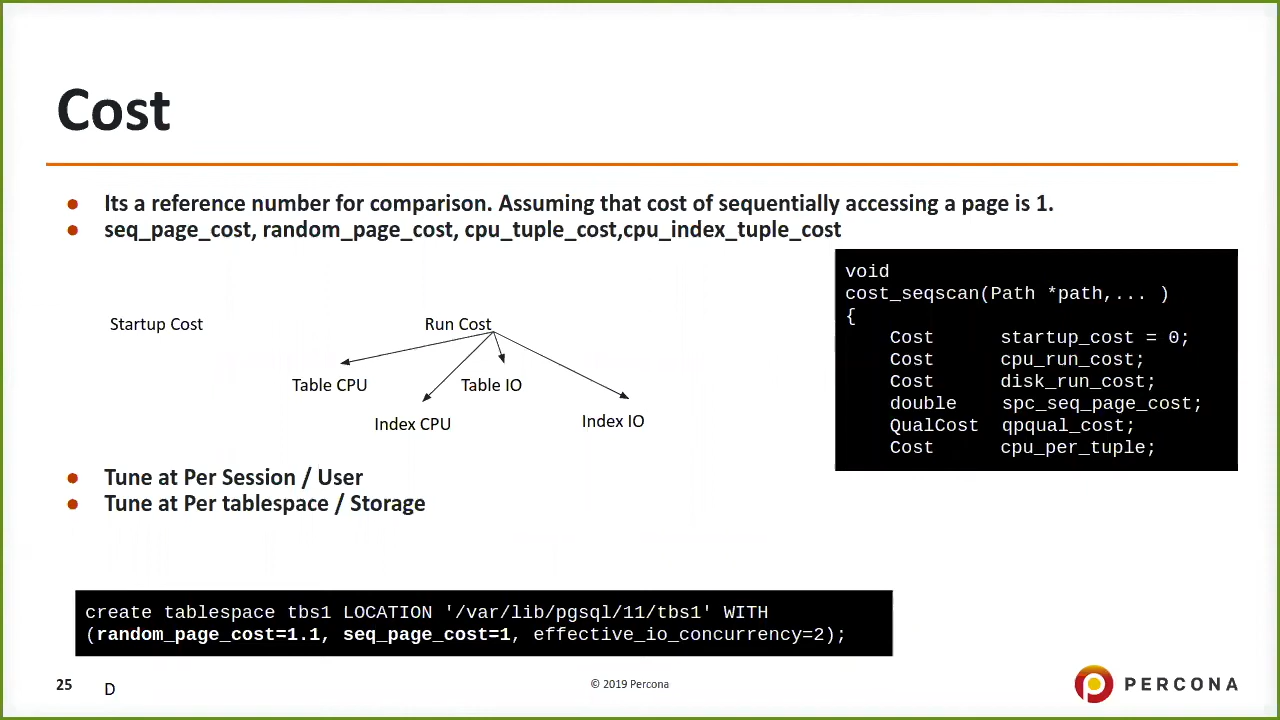 Cost
● Its a reference number for comparison. Assuming that cost of sequentially accessing a page is 1.
● seq_page_cost, random_page_cost, cpu_tuple_cost,cpu_index_tuple_cost
Startup Cost
Run Cost
Table CPU
Table IO
Index CPU
Index IO
void
cost_seqscan(Path *path,... )
{
Cost startup_cost = 0;
Cost cpu_run_cost;
Cost disk_run_cost;
double spc_seq_page_cost;
QualCost qpqual_cost;
Cost cpu_per_tuple;
● Tune at Per Session / User
● Tune at Per tablespace / Storage
create tablespace tbs1 LOCATION '/var/lib/pgsql/11/tbs1' WITH
(random_page_cost=1.1, seq_page_cost=1, effective_io_concurrency=2);
25
D
© 2019 Percona
PERCONA